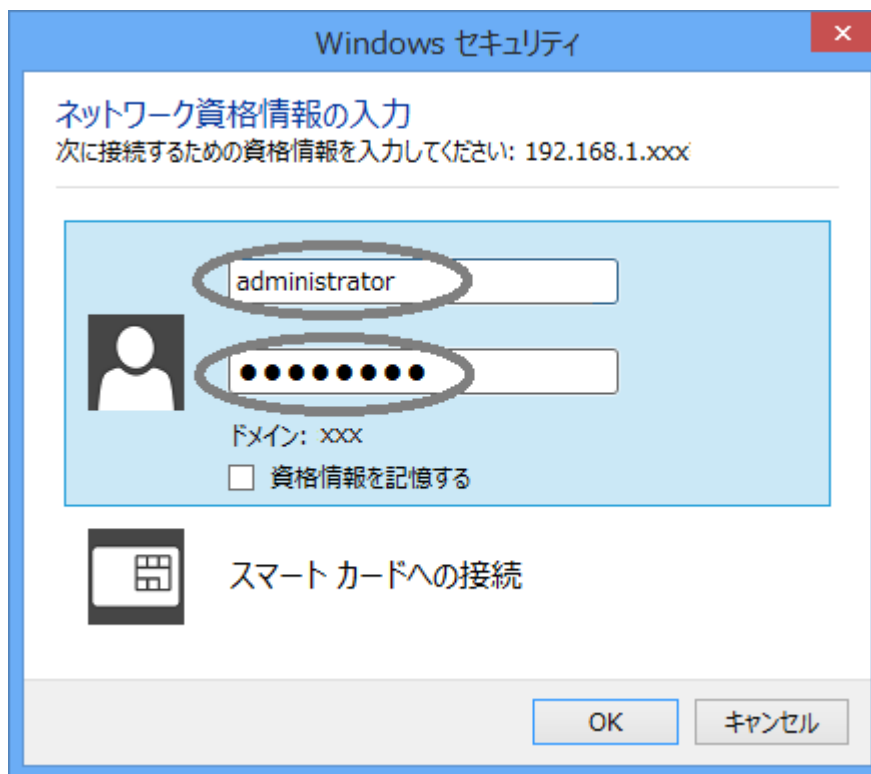 Windows セキュリティ
ネットワーク資格情報の入力
次に接続するための資格情報を入力してください: 192.168.1.xxx
administrator
●●●●●●●●
ドメイン: xxx
資格情報を記憶する
スマート カードへの接続
OK
キャンセル